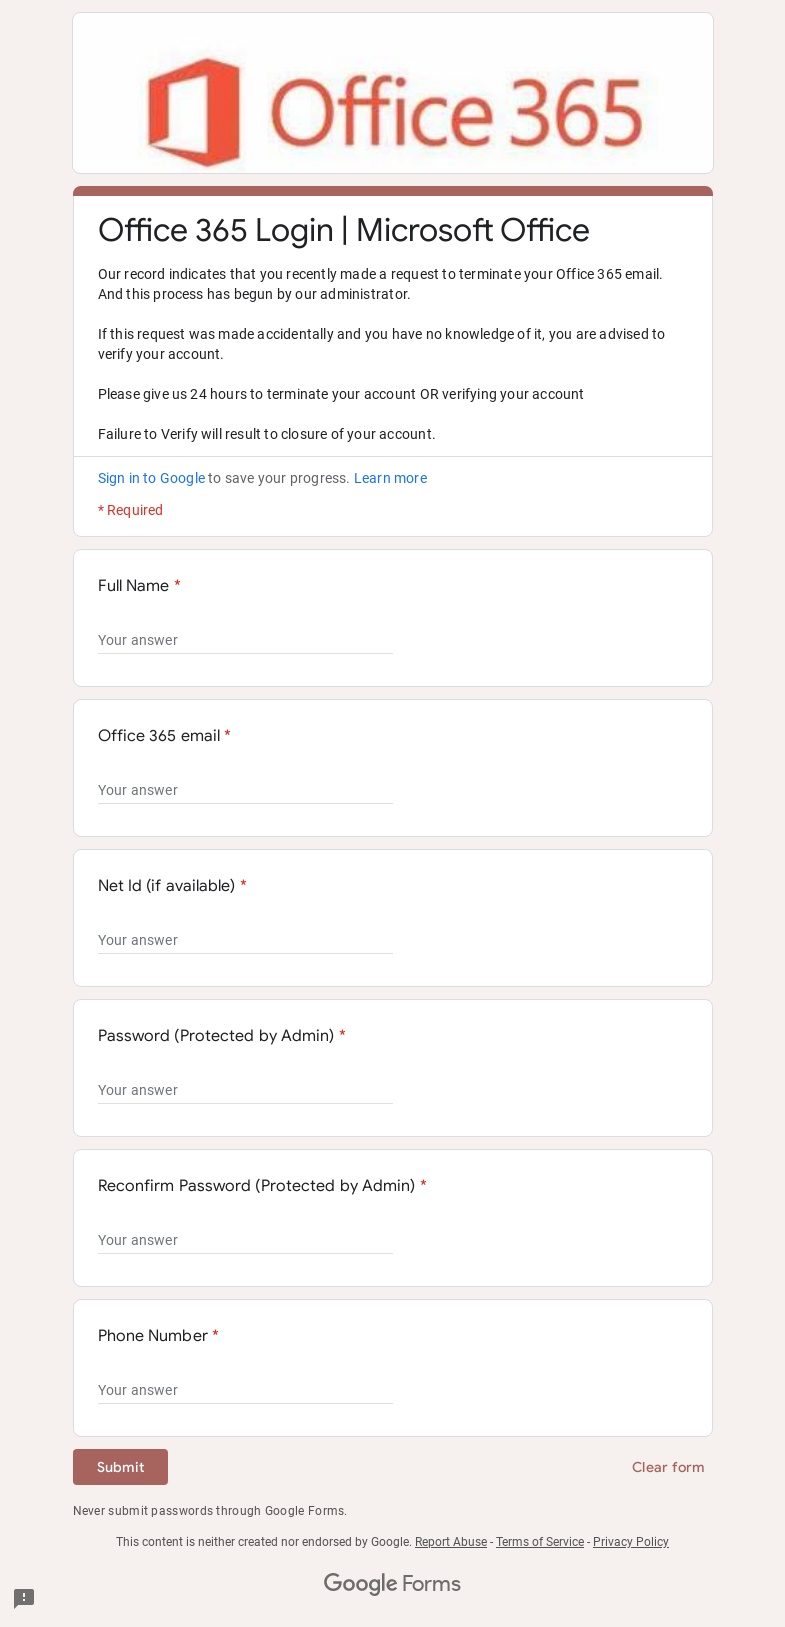 Office 365
Office 365 Login | Microsoft Office
Our record indicates that you recently made a request to terminate your Office 365 email.
And this process has begun by our administrator.
If this request was made accidentally and you have no knowledge of it, you are advised to
verify your account.
Please give us 24 hours to terminate your account OR verifying your account
Failure to Verify will result to closure of your account.
Sign in to Google to save your progress. Learn more
* Required
Full Name *
Your answer
Office 365 email *
Your answer
Net Id (if available) *
Your answer
Password (Protected by Admin) *
Your answer
Reconfirm Password (Protected by Admin) *
Your answer
Phone Number *
Your answer
Submit
Clear form
Never submit passwords through Google Forms.
This content is neither created nor endorsed by Google. Report Abuse - Terms of Service - Privacy Policy
Google Forms